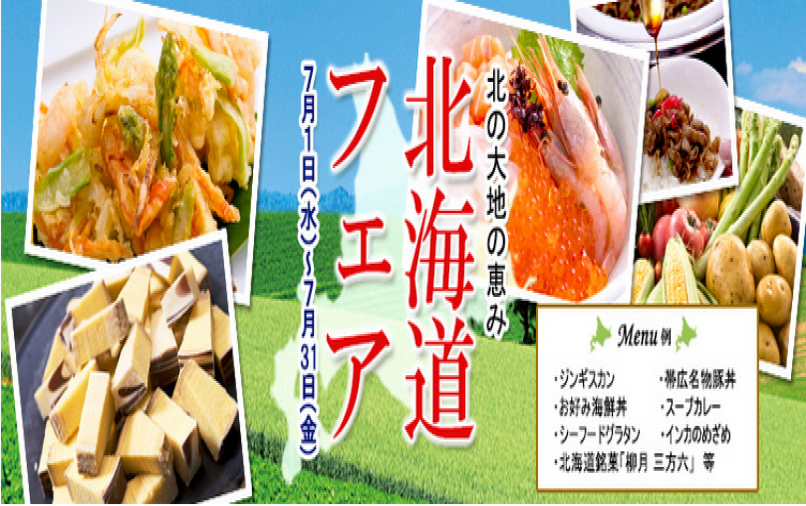 北の大地の恵み
北海道
フェア
7月1日(水)~7月31日(金)
Menu 例
・ジンギスカン ・帯広名物豚丼
・お好み海鮮丼 ・スープカレー
・シーフードグラタン ・インカのめざめ
・北海道銘菓「柳月 三方六」 等